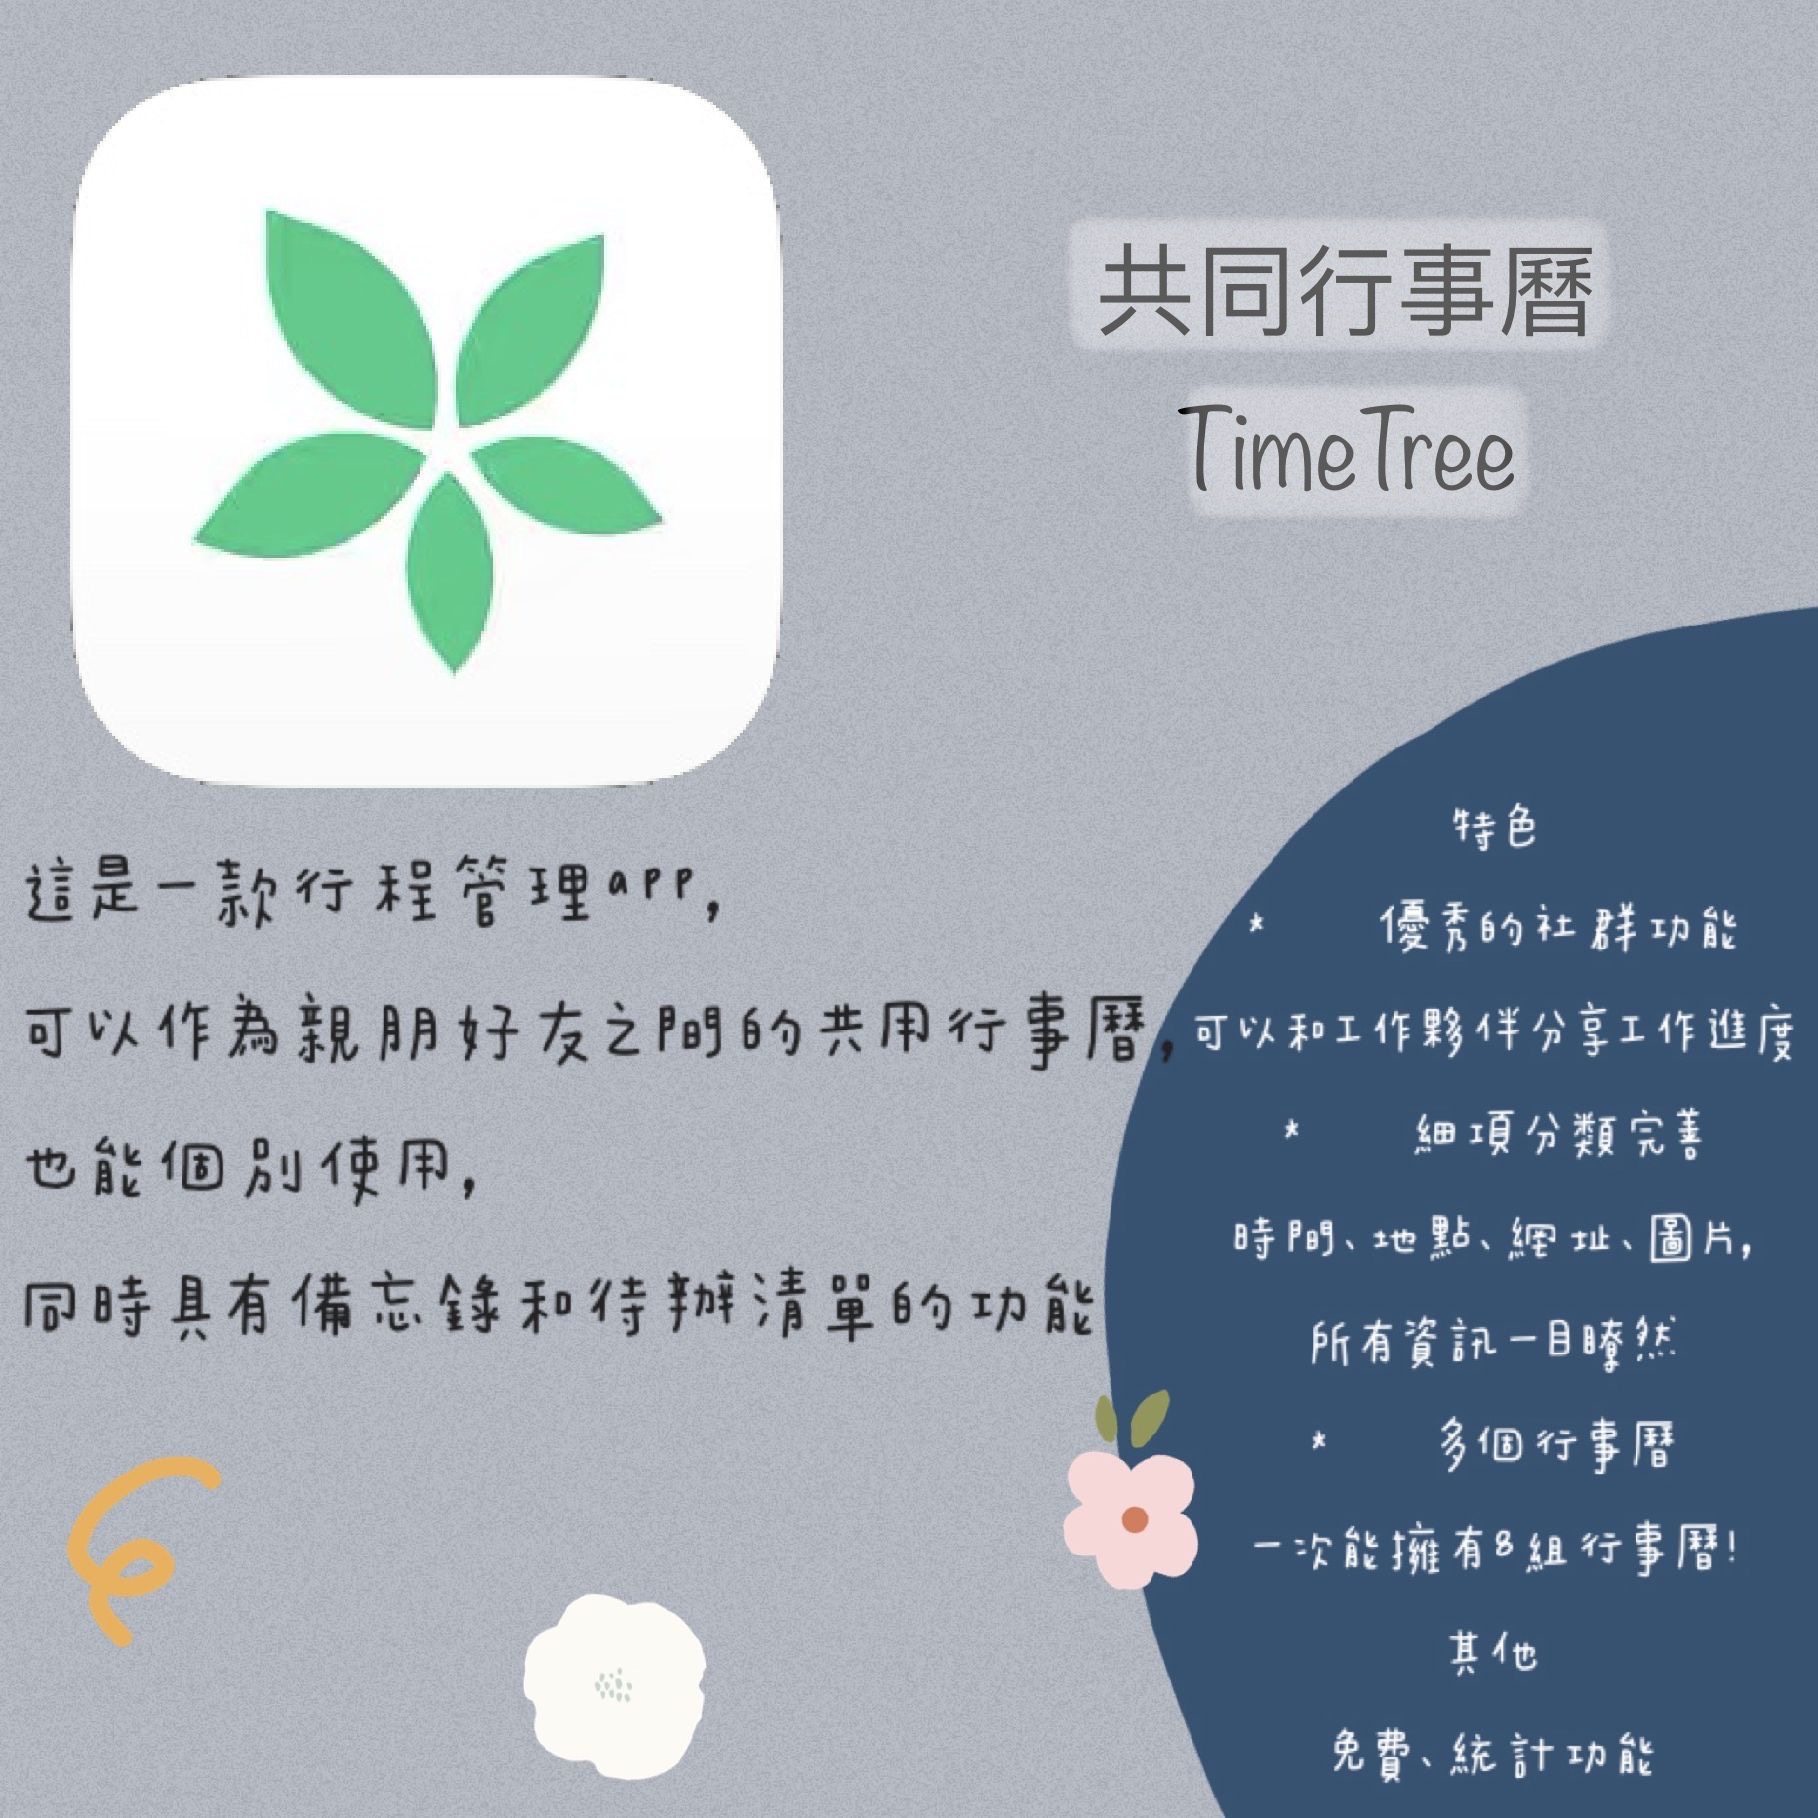 共同行事曆
TimeTree
這是一款行程管理app,
可以作為親朋好友之間的共用行事曆,
也能個別使用,
同時具有備忘錄和待辦清單的功能
特色
* 優秀的社群功能
可以和工作夥伴分享工作進度
* 細項分類完善
時間、地點、網址、圖片,
所有資訊一目瞭然
* 多個行事曆
一次能擁有8組行事曆!
其他
免費、統計功能